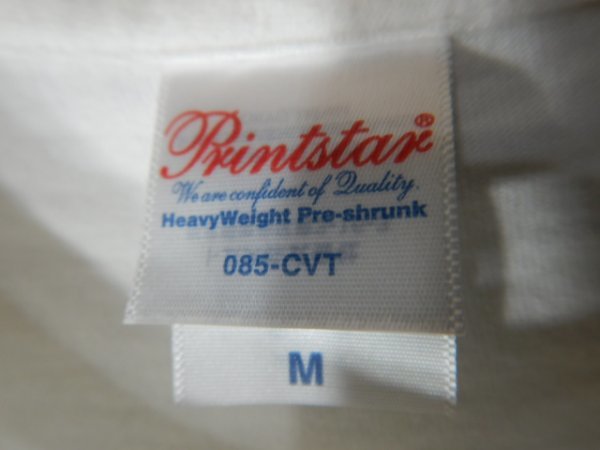 Printstar®
We are confident of Quality.
HeavyWeight Pre-shrunk
085-CVT
M